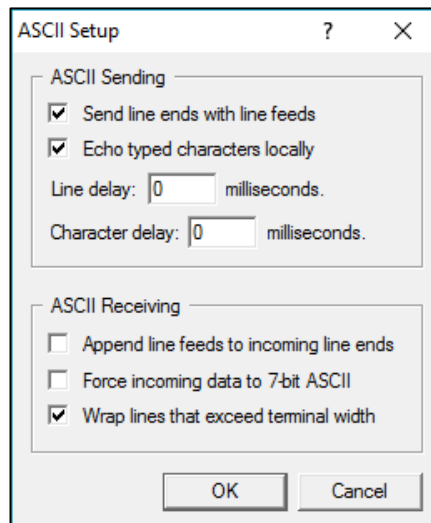 ASCII Setup ?
ASCII Sending
Send line ends with line feeds
Echo typed characters locally
Line delay: 0 milliseconds.
Character delay: 0 milliseconds.
ASCII Receiving
Append line feeds to incoming line ends
Force incoming data to 7-bit ASCII
Wrap lines that exceed terminal width
OK Cancel